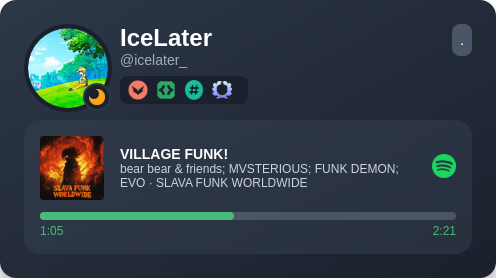 IceLater
@icelater_
VILLAGE FUNK!
bear bear & friends; MVSTERIOUS; FUNK DEMON;
EVO · SLAVA FUNK WORLDWIDE
SLAVA FUNK
WORLDWIDE
1:05
2:21